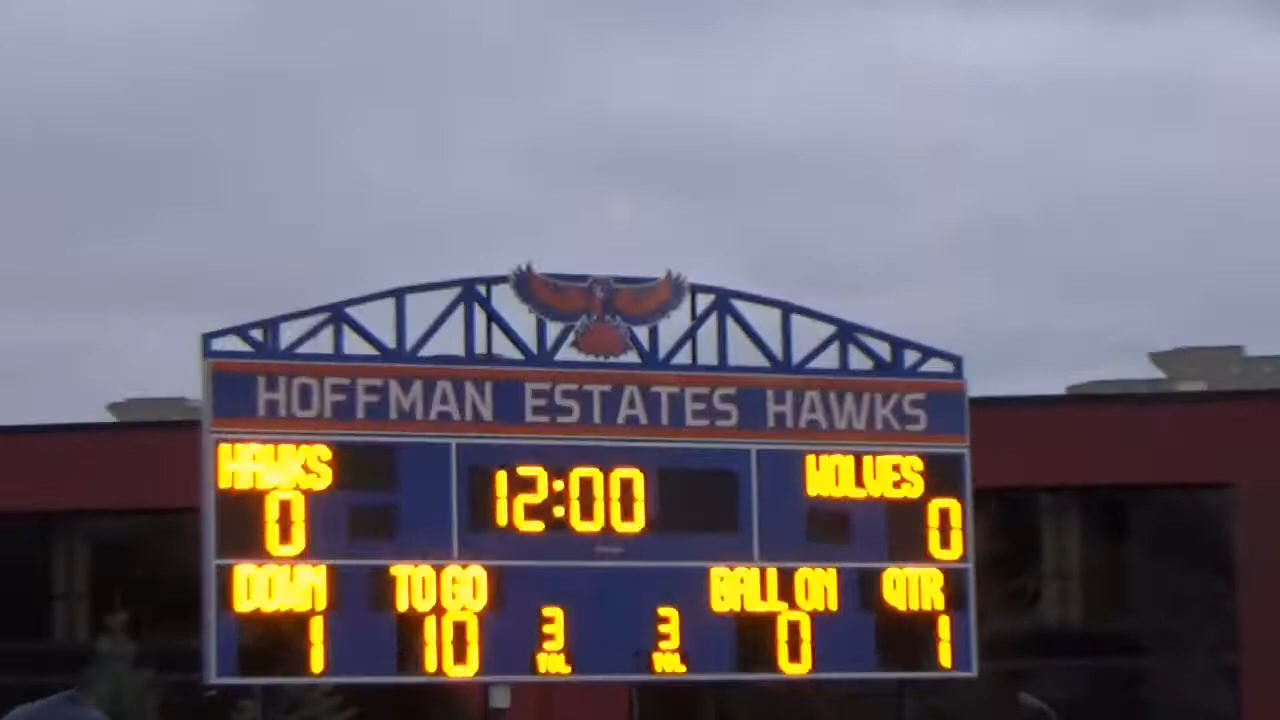 HOFFMAN ESTATES HAWKS
HAWKS 12:00 WOLVES
0 0
DOWN TO GO BALL ON QTR
1 10 3 3 0 1
TOL TOL